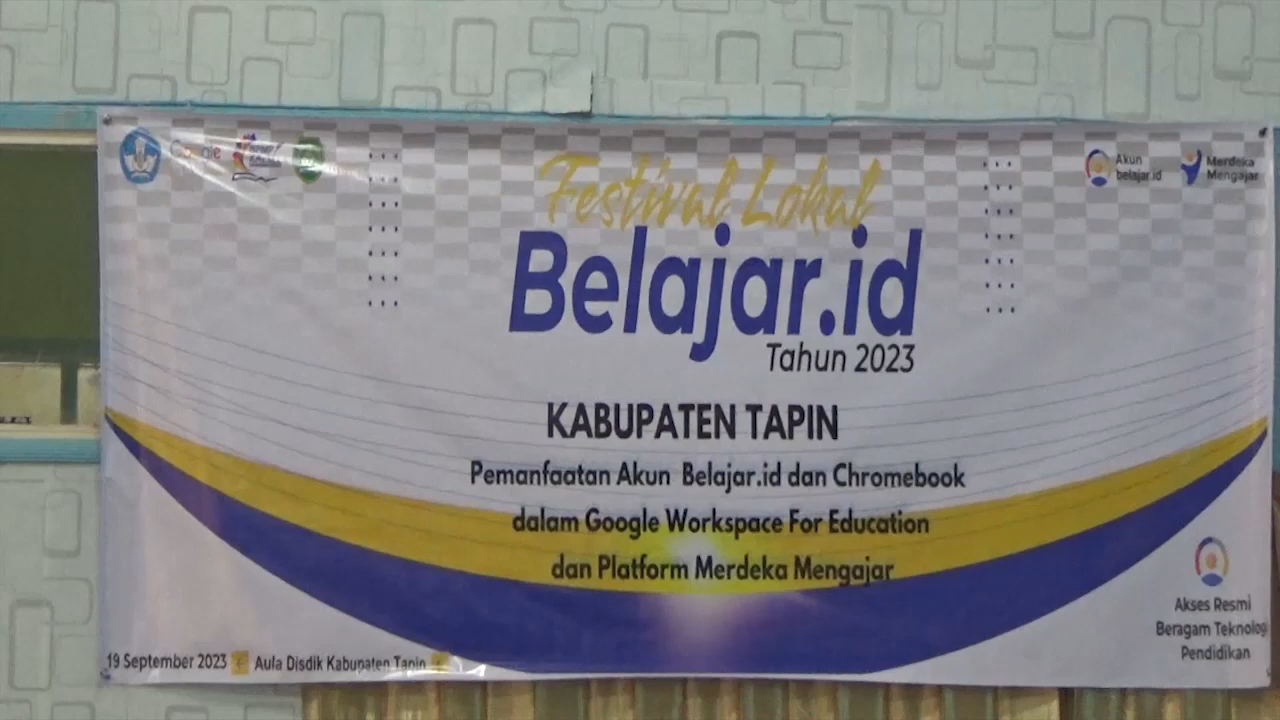 Google
Akun
belajar.id
Merdeka
Mengajar
Festival Lokal
Belajar.id
Tahun 2023
KABUPATEN TAPIN
Pemanfaatan Akun Belajar.id dan Chromebook
dalam Google Workspace For Education
dan Platform Merdeka Mengajar
Akses Resmi
Beragam Teknologi
Pendidikan
19 September 2023 Aula Disdik Kabupaten Tapin